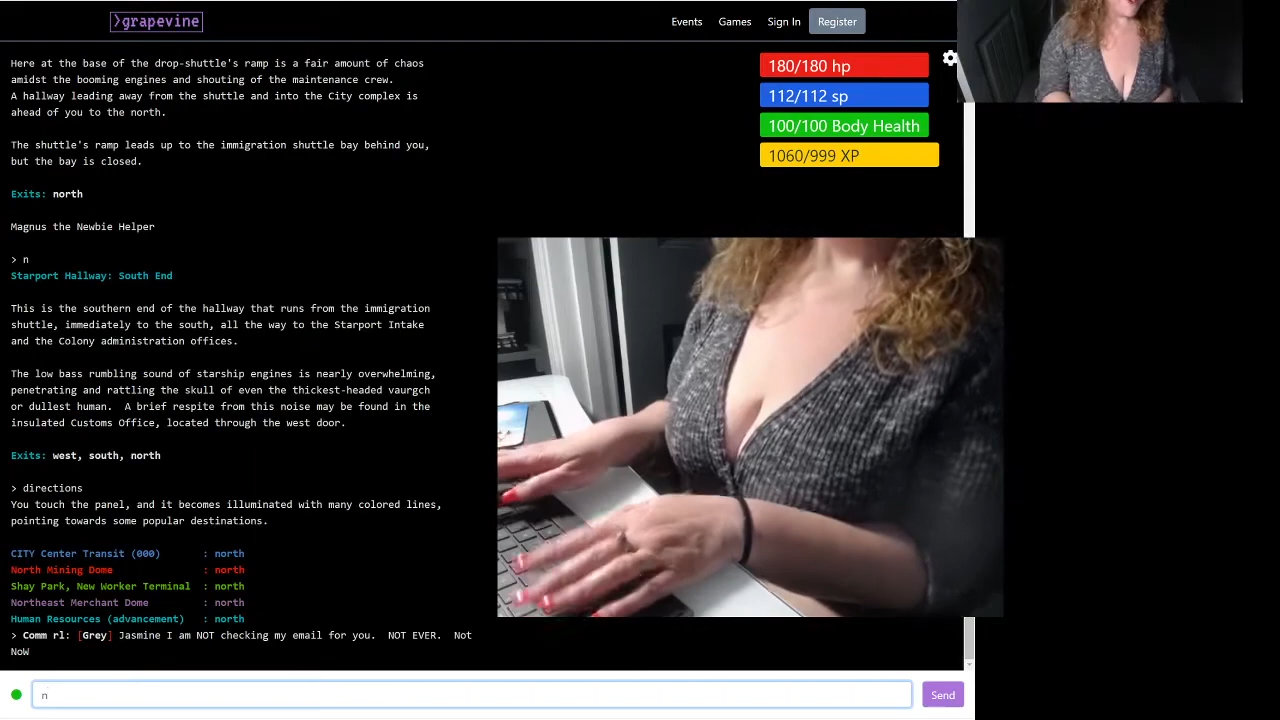 >grapevine
Events Games Sign In Register
Here at the base of the drop-shuttle's ramp is a fair amount of chaos
amidst the booming engines and shouting of the maintenance crew.
A hallway leading away from the shuttle and into the City complex is
ahead of you to the north.
The shuttle's ramp leads up to the immigration shuttle bay behind you,
but the bay is closed.
Exits: north
Magnus the Newbie Helper
> n
Starport Hallway: South End
This is the southern end of the hallway that runs from the immigration
shuttle, immediately to the south, all the way to the Starport Intake
and the Colony administration offices.
The low bass rumbling sound of starship engines is nearly overwhelming,
penetrating and rattling the skull of even the thickest-headed vaurgch
or dullest human.  A brief respite from this noise may be found in the
insulated Customs Office, located through the west door.
Exits: west, south, north
> directions
You touch the panel, and it becomes illuminated with many colored lines,
pointing towards some popular destinations.
CITY Center Transit (000) : north
North Mining Dome : north
Shay Park, New Worker Terminal : north
Northeast Merchant Dome : north
Human Resources (advancement) : north
> Comm rl: [Grey] Jasmine I am NOT checking my email for you.  NOT EVER.  Not
NoW
180/180 hp
112/112 sp
100/100 Body Health
1060/999 XP
n
Send